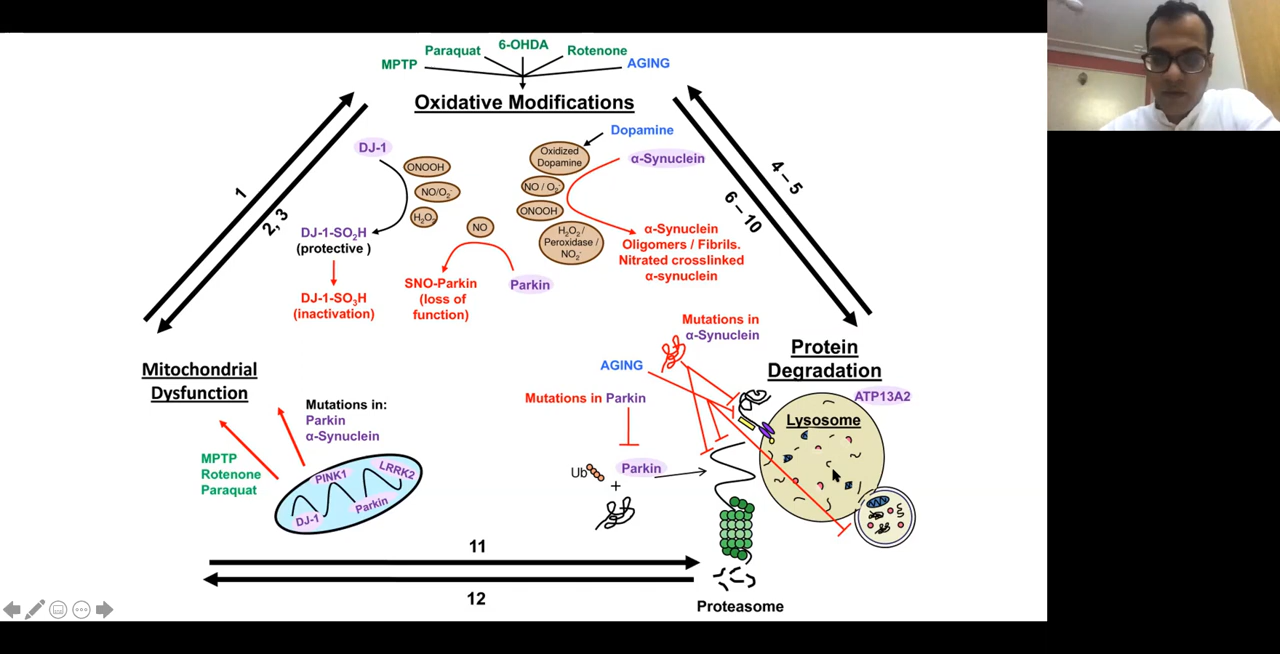 6-OHDA
Paraquat
Rotenone
MPTP
AGING
Oxidative Modifications
Dopamine
DJ-1
Oxidized
Dopamine
α-Synuclein
ONOOH
NO/O₂⁻
H₂O₂
NO / O₂⁻
ONOOH
NO
H₂O₂ /
Peroxidase /
NO₂⁻
DJ-1-SO₂H
(protective )
DJ-1-SO₃H
(inactivation)
SNO-Parkin
(loss of
function)
Parkin
α-Synuclein
Oligomers / Fibrils.
Nitrated crosslinked
α-synuclein
1
2, 3
4 – 5
6 – 10
Mutations in
α-Synuclein
Protein
Degradation
AGING
ATP13A2
Lysosome
Mutations in Parkin
Ub
Parkin
+
Mitochondrial
Dysfunction
Mutations in:
Parkin
α-Synuclein
MPTP
Rotenone
Paraquat
PINK1
LRRK2
DJ-1
Parkin
11
12
Proteasome